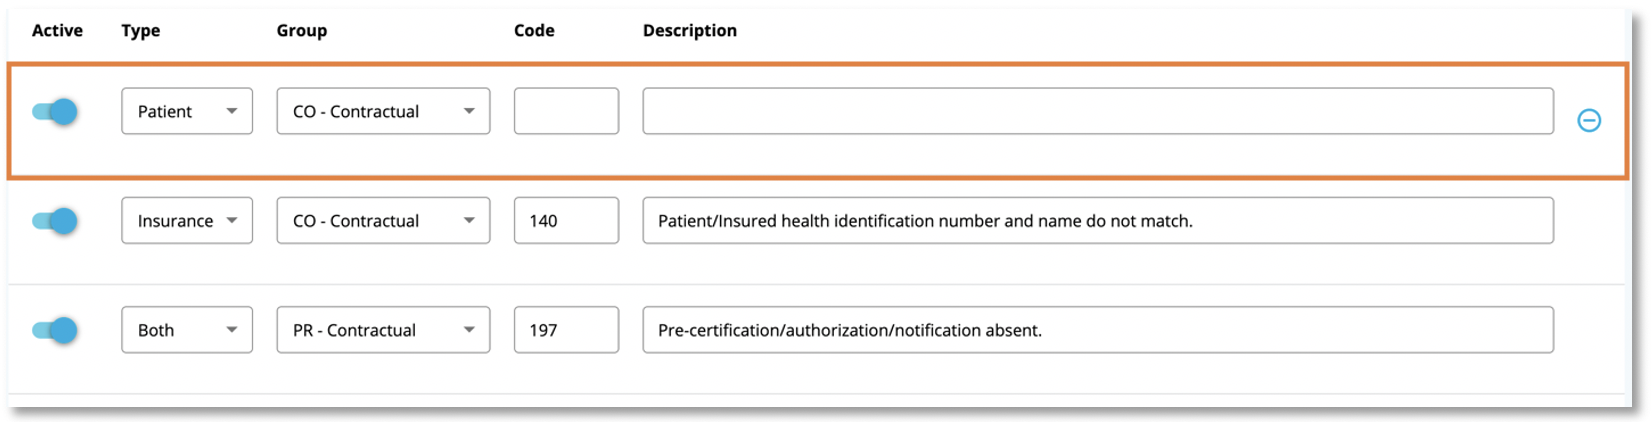 Active Type Group Code Description
Patient CO - Contractual
Insurance CO - Contractual 140 Patient/Insured health identification number and name do not match.
Both PR - Contractual 197 Pre-certification/authorization/notification absent.